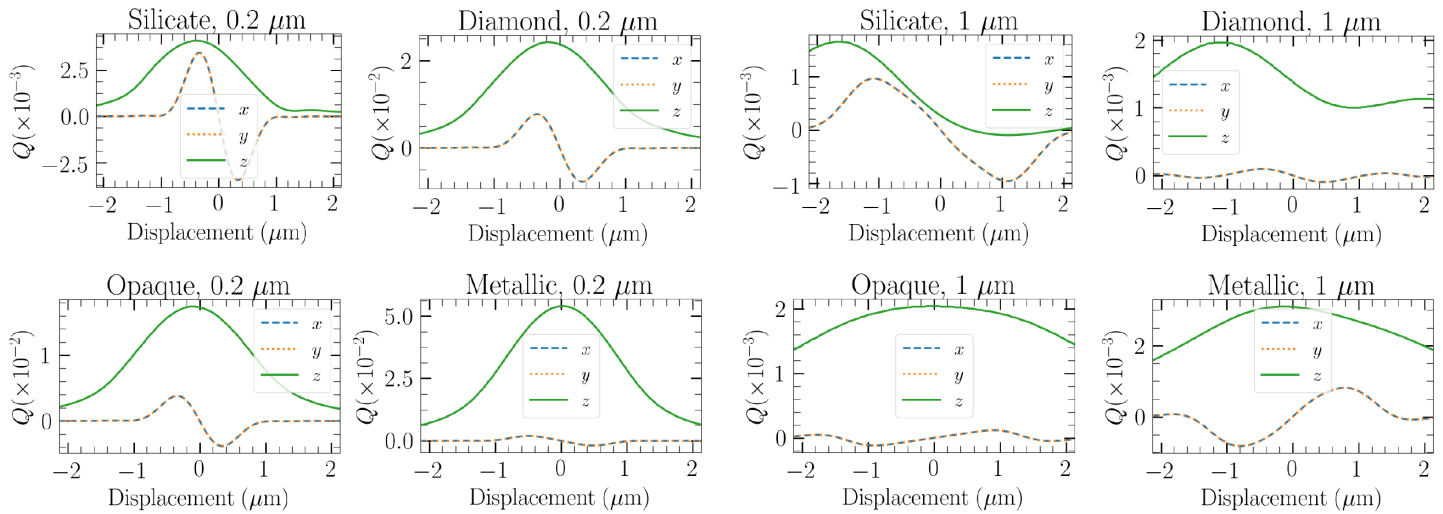 Silicate, 0.2 μm
Q(×10⁻³)
2.5
0.0
−2.5
x
y
z
−2 −1 0 1 2
Displacement (μm)
Diamond, 0.2 μm
Q(×10⁻²)
2
0
x
y
z
−2 −1 0 1 2
Displacement (μm)
Silicate, 1 μm
Q(×10⁻³)
1
0
−1
x
y
z
−2 −1 0 1 2
Displacement (μm)
Diamond, 1 μm
Q(×10⁻³)
2
1
0
x
y
z
−2 −1 0 1 2
Displacement (μm)
Opaque, 0.2 μm
Q(×10⁻²)
1
0
x
y
z
−2 −1 0 1 2
Displacement (μm)
Metallic, 0.2 μm
Q(×10⁻²)
5.0
2.5
0.0
x
y
z
−2 −1 0 1 2
Displacement (μm)
Opaque, 1 μm
Q(×10⁻³)
2
1
0
x
y
z
−2 −1 0 1 2
Displacement (μm)
Metallic, 1 μm
Q(×10⁻³)
2
0
x
y
z
−2 −1 0 1 2
Displacement (μm)